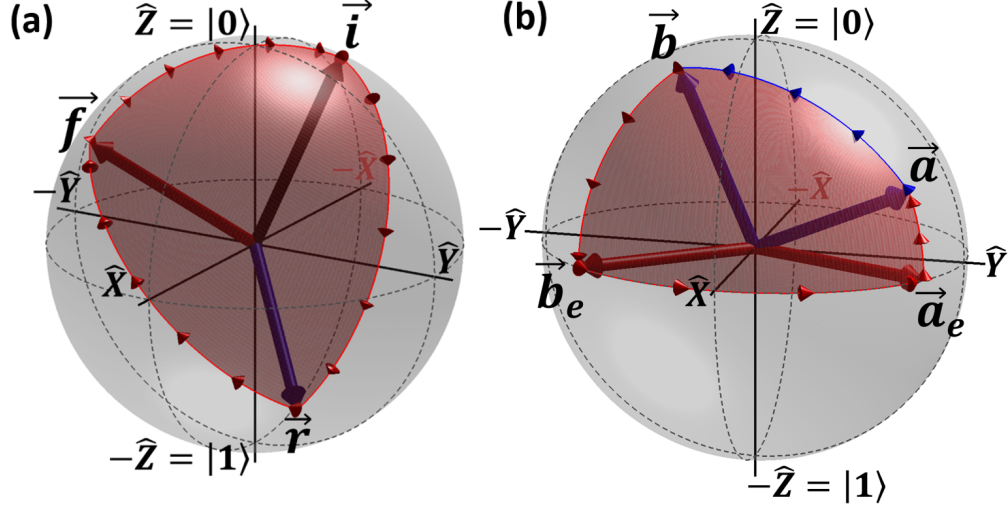 (a)
Ẑ = |0⟩
i⃗
f⃗
−X̂
−Ŷ
Ŷ
X̂
r⃗
−Ẑ = |1⟩
(b)
Ẑ = |0⟩
b⃗
a⃗
−X̂
−Ŷ
Ŷ
X̂
b⃗ₑ
a⃗ₑ
−Ẑ = |1⟩